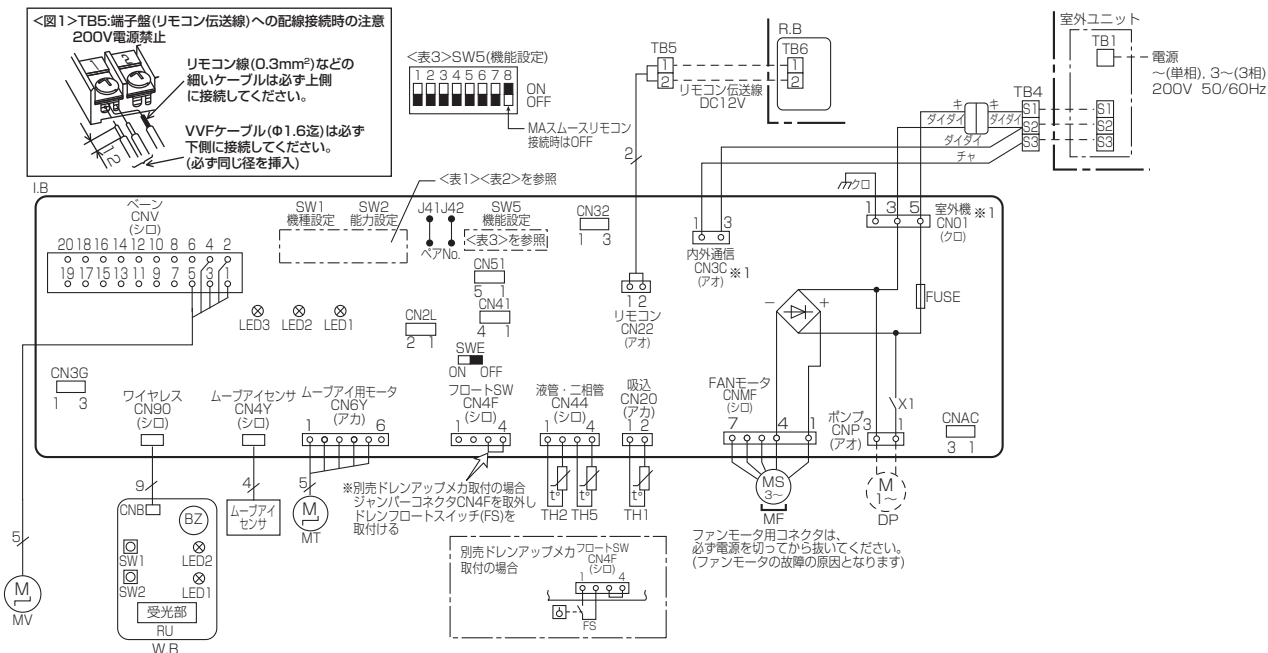 <図1>TB5:端子盤(リモコン伝送線)への配線接続時の注意
200V電源禁止
リモコン線(0.3mm²)などの
細いケーブルは必ず上側
に接続してください。
VVFケーブル(Φ1.6迄)は必ず
下側に接続してください。
(必ず同じ径を挿入)
12
<表3>SW5(機能設定)
1 2 3 4 5 6 7 8
ON
OFF
MAスムースリモコン
接続時はOFF
TB5
1
2
リモコン伝送線
DC12V
R.B
TB6
1
2
室外ユニット
TB1
電源
～(単相), 3～(3相)
200V 50/60Hz
TB4
S1
S2
S3
S1
S2
S3
キ
キ
ダイダイ
ダイダイ
ダイダイ
チャ
クロ
2
<表1><表2>を参照
I.B
ベーン
CNV
(シロ)
20 18 16 14 12 10 8 6 4 2
19 17 15 13 11 9 7 5 3 1
SW1
機種設定
SW2
能力設定
J41 J42
ペアNo.
SW5
機能設定
<表3>を参照
CN32
1 3
CN51
5 1
CN41
4 1
CN2L
2 1
SWE
ON OFF
LED3 LED2 LED1
1 2
リモコン
CN22
(アオ)
1 3
内外通信
CN3C ※1
(アオ)
1 3 5
室外機 ※1
CN01
(クロ)
− +
FUSE
X1
CN3G
1 3
ワイヤレス
CN90
(シロ)
ムーブアイセンサ
CN4Y
(シロ)
ムーブアイ用モータ
CN6Y
(アカ)
1 6
フロートSW
CN4F
(シロ)
1 4
液管・二相管
CN44
(シロ)
1 4
吸込
CN20
(アカ)
1 2
FANモータ
CNMF
(シロ)
7 4 1
ポンプ
CNP
(アオ)
3 1
CNAC
3 1
9
4
5
5
※別売ドレンアップメカ取付の場合
ジャンパーコネクタCN4Fを取外し
ドレンフロートスイッチ(FS)を
取付ける
t° t° t°
TH2 TH5 TH1
MS
3～
MF
M
1～
DP
ファンモータ用コネクタは、
必ず電源を切ってから抜いてください。
(ファンモータの故障の原因となります)
CNB
BZ
SW1
LED2
SW2
LED1
受光部
RU
W.B
ムーブアイ
センサ
M
MT
M
MV
別売ドレンアップメカ
取付の場合
フロートSW
CN4F
(シロ)
1 4
FS